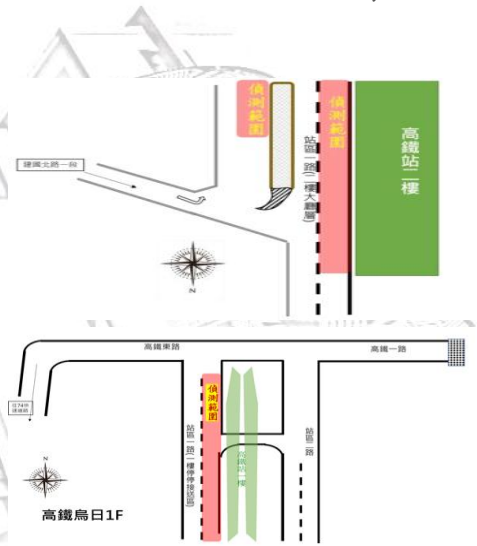 偵測範圍
偵測範圍
站區一路(二樓大廳層)
高鐵站二樓
建國北路一段
N
高鐵東路
高鐵一路
偵測範圍
站區一路(一樓停停接送區)
高鐵站一樓
站區二路
N
高鐵烏日1F